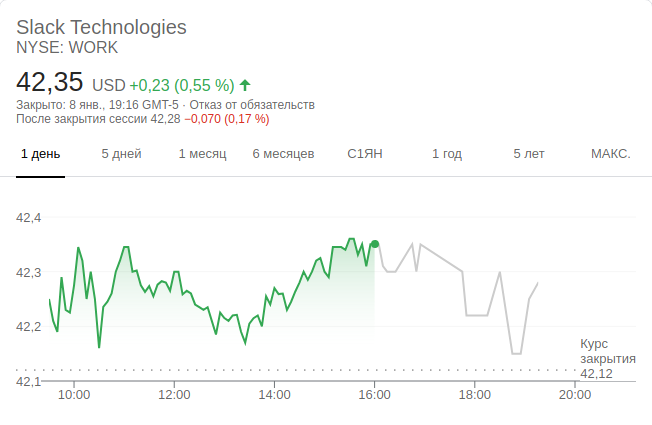 Slack Technologies
NYSE: WORK
42,35 USD +0,23 (0,55 %)
Закрыто: 8 янв., 19:16 GMT-5 · Отказ от обязательств
После закрытия сессии 42,28 −0,070 (0,17 %)
1 день 5 дней 1 месяц 6 месяцев С1ЯН 1 год 5 лет МАКС.
42,4
42,3
42,2
Курс
закрытия
42,12
42,1
10:00 12:00 14:00 16:00 18:00 20:00